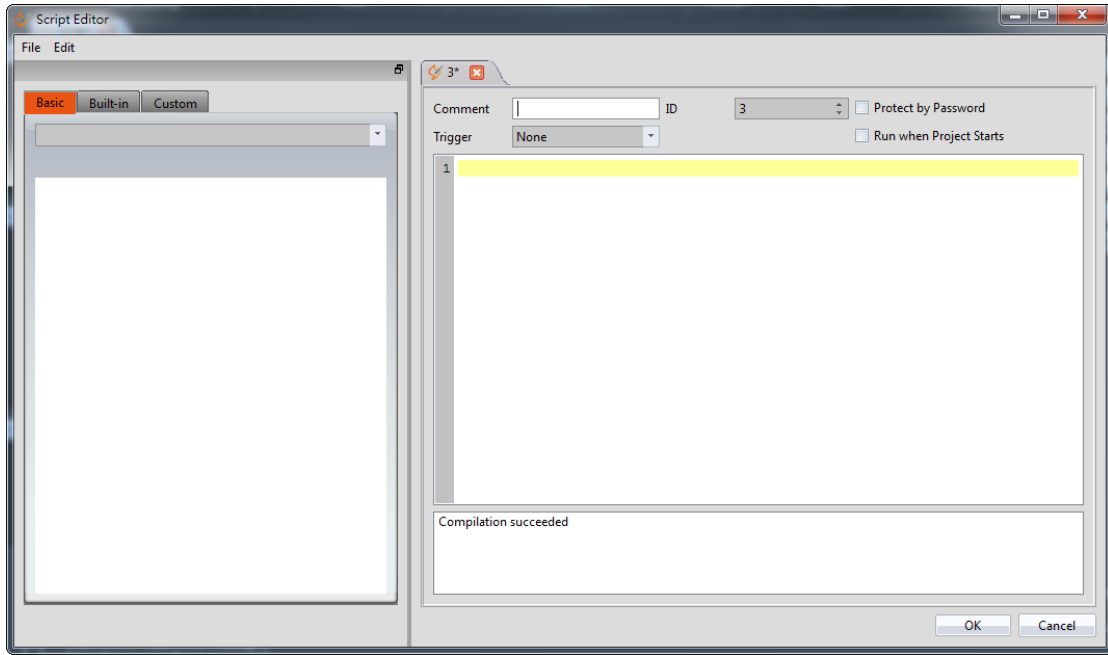 Script Editor
File Edit
Basic Built-in Custom
3*
Comment ID 3 Protect by Password
Trigger None Run when Project Starts
1
Compilation succeeded
OK Cancel